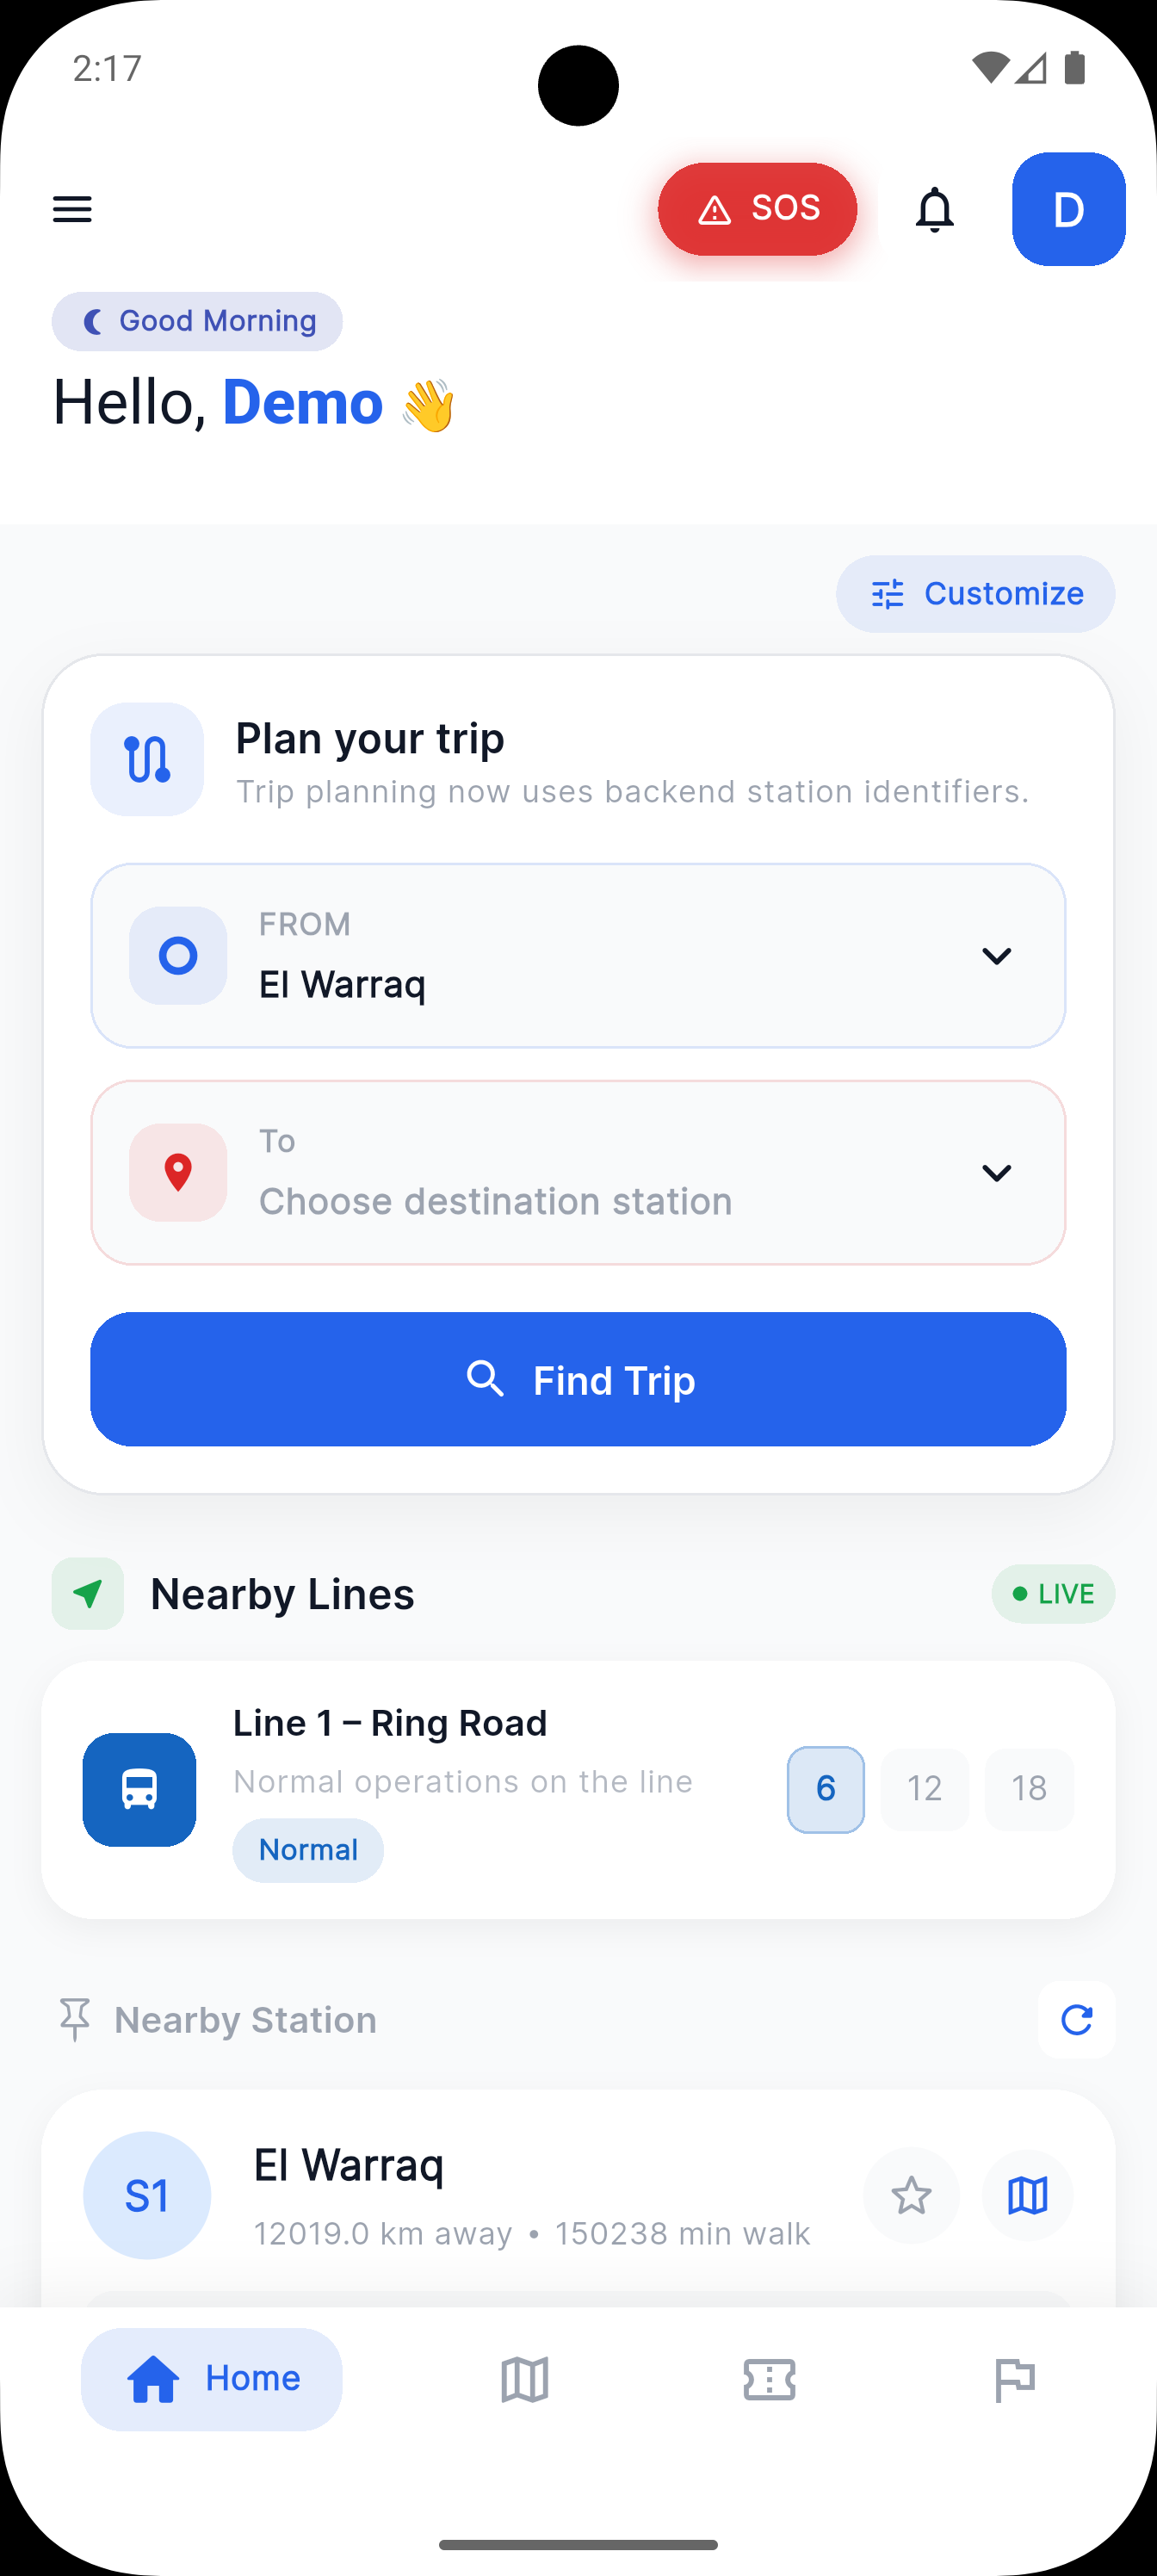 2:17
SOS
D
Good Morning
Hello, Demo 👋
Customize
Plan your trip
Trip planning now uses backend station identifiers.
FROM
El Warraq
To
Choose destination station
Find Trip
Nearby Lines
LIVE
Line 1 – Ring Road
Normal operations on the line
6 12 18
Normal
Nearby Station
S1
El Warraq
12019.0 km away • 150238 min walk
Home